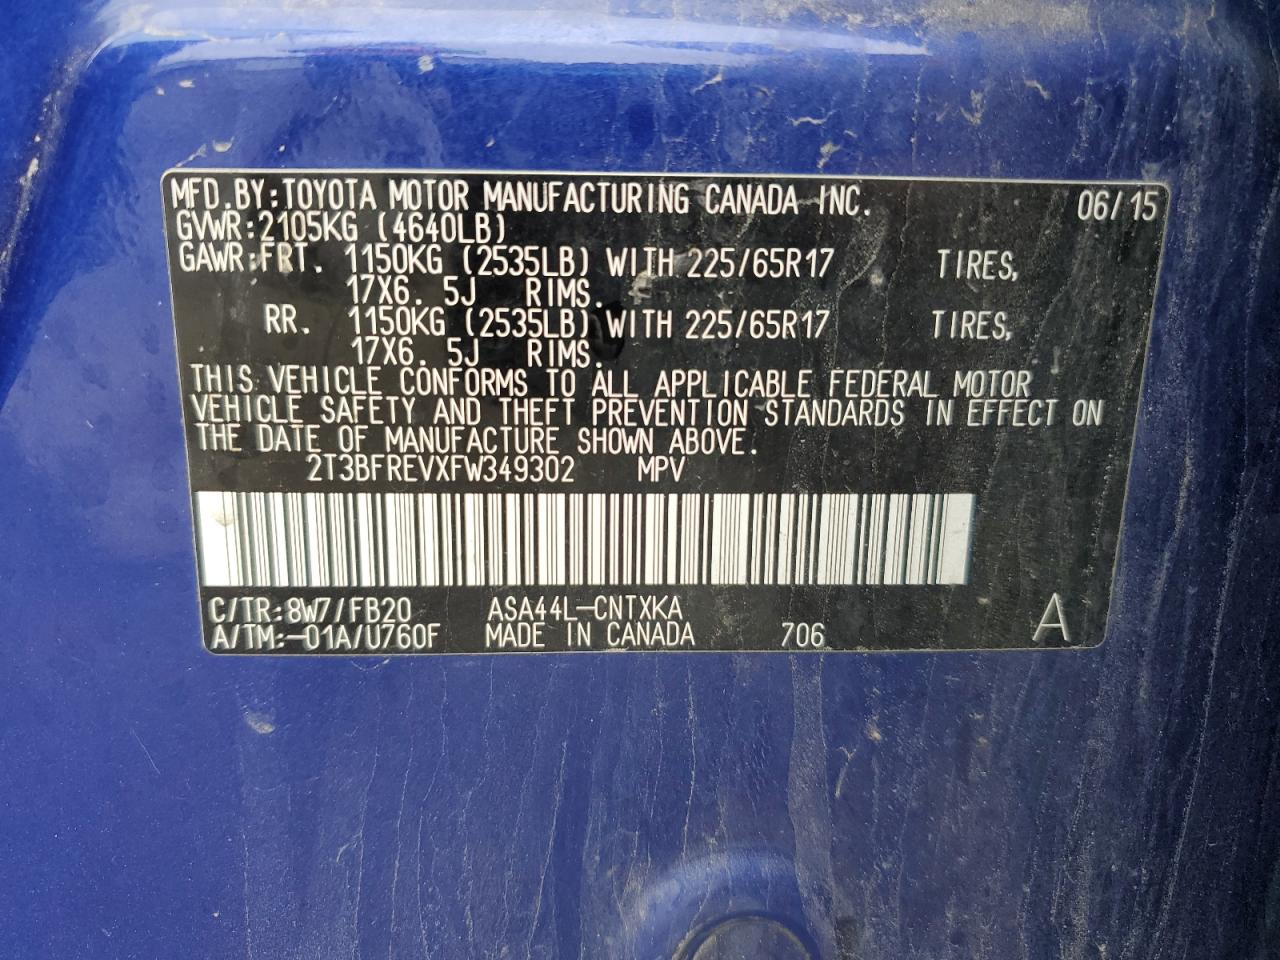 MFD.BY:TOYOTA MOTOR MANUFACTURING CANADA INC. 06/15
GVWR:2105KG (4640LB)
GAWR:FRT. 1150KG (2535LB) WITH 225/65R17 TIRES,
17X6. 5J RIMS.
RR. 1150KG (2535LB) WITH 225/65R17 TIRES,
17X6. 5J RIMS.
THIS VEHICLE CONFORMS TO ALL APPLICABLE FEDERAL MOTOR
VEHICLE SAFETY AND THEFT PREVENTION STANDARDS IN EFFECT ON
THE DATE OF MANUFACTURE SHOWN ABOVE.
2T3BFREVXFW349302 MPV
C/TR:8W7/FB20 ASA44L-CNTXKA A
A/TM:-01A/U760F MADE IN CANADA 706